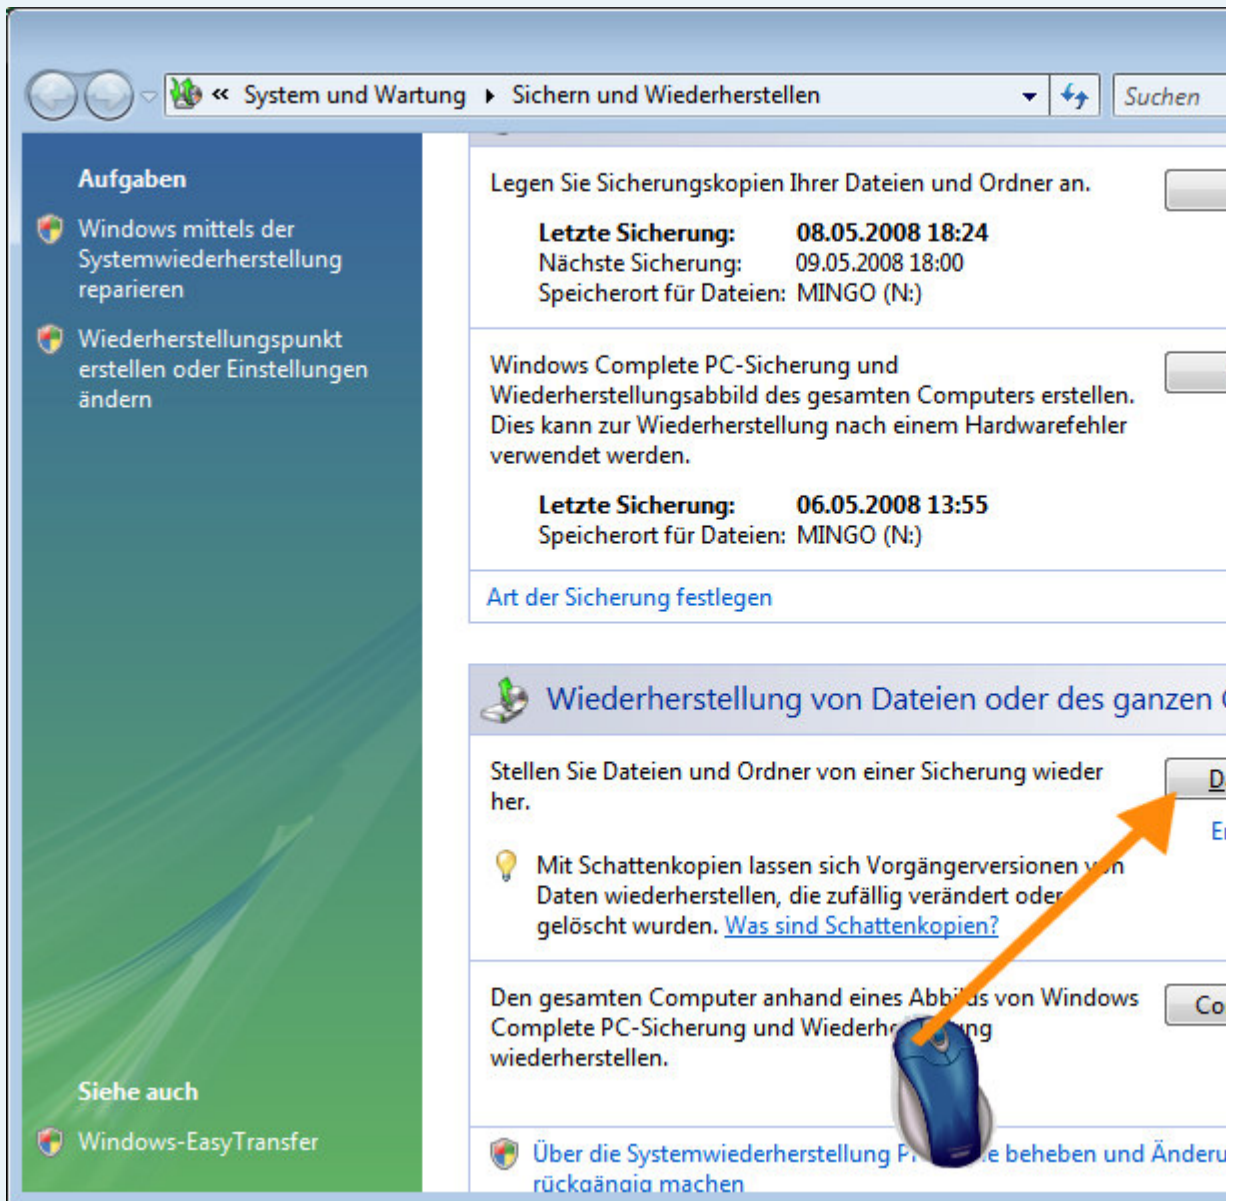 « System und Wartung ▸ Sichern und Wiederherstellen
Suchen
Aufgaben
Windows mittels der
Systemwiederherstellung
reparieren
Wiederherstellungspunkt
erstellen oder Einstellungen
ändern
Siehe auch
Windows-EasyTransfer
Legen Sie Sicherungskopien Ihrer Dateien und Ordner an.
Letzte Sicherung: 08.05.2008 18:24
Nächste Sicherung: 09.05.2008 18:00
Speicherort für Dateien: MINGO (N:)
Windows Complete PC-Sicherung und
Wiederherstellungsabbild des gesamten Computers erstellen.
Dies kann zur Wiederherstellung nach einem Hardwarefehler
verwendet werden.
Letzte Sicherung: 06.05.2008 13:55
Speicherort für Dateien: MINGO (N:)
Art der Sicherung festlegen
Wiederherstellung von Dateien oder des ganzen
Stellen Sie Dateien und Ordner von einer Sicherung wieder
her.
Mit Schattenkopien lassen sich Vorgängerversionen von
Daten wiederherstellen, die zufällig verändert oder
gelöscht wurden. Was sind Schattenkopien?
Den gesamten Computer anhand eines Abbilds von Windows
Complete PC-Sicherung und Wiederherstellung
wiederherstellen.
Über die Systemwiederherstellung Probleme beheben und
rückgängig machen